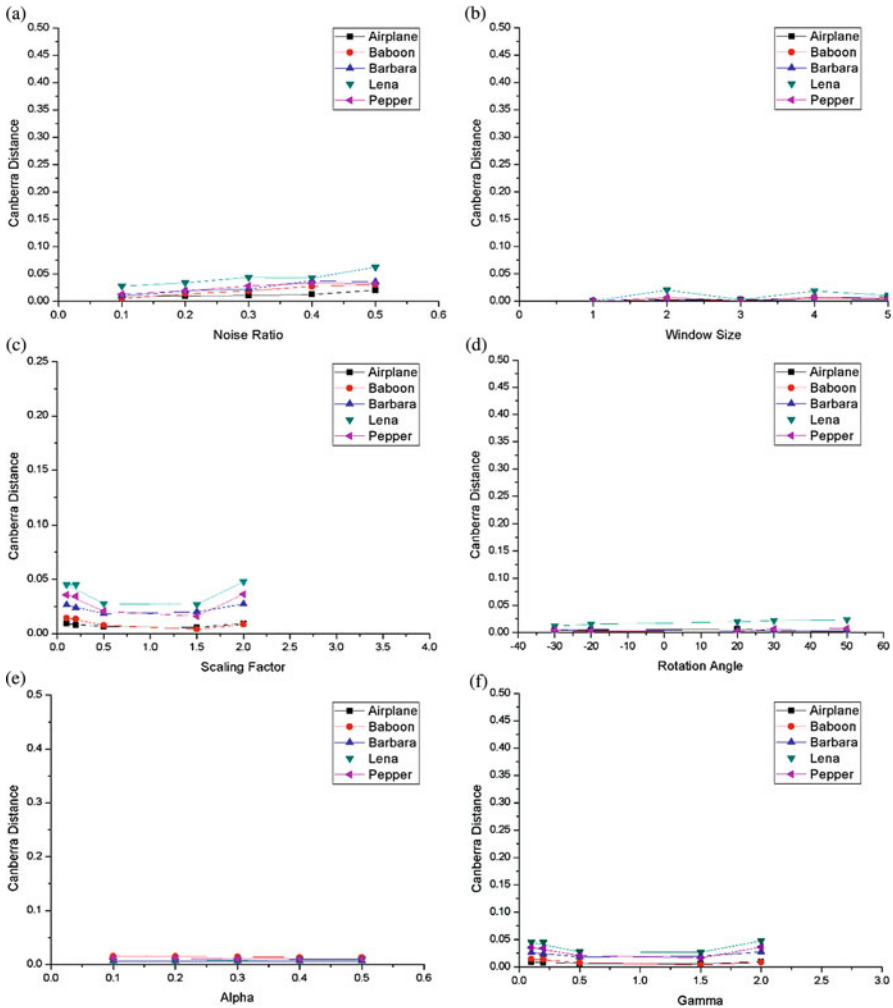 (a)
0.50
0.45
0.40
0.35
0.30
0.25
0.20
0.15
0.10
0.05
0.00
Canberra Distance
Airplane
Baboon
Barbara
Lena
Pepper
0.0 0.1 0.2 0.3 0.4 0.5 0.6
Noise Ratio
(b)
0.50
0.45
0.40
0.35
0.30
0.25
0.20
0.15
0.10
0.05
0.00
Canberra Distance
Airplane
Baboon
Barbara
Lena
Pepper
0 1 2 3 4 5
Window Size
(c)
0.25
0.20
0.15
0.10
0.05
0.00
Canberra Distance
Airplane
Baboon
Barbara
Lena
Pepper
0.0 0.5 1.0 1.5 2.0 2.5 3.0 3.5 4.0
Scaling Factor
(d)
0.50
0.45
0.40
0.35
0.30
0.25
0.20
0.15
0.10
0.05
0.00
Canberra Distance
Airplane
Baboon
Barbara
Lena
Pepper
-40 -30 -20 -10 0 10 20 30 40 50 60
Rotation Angle
(e)
0.5
0.4
0.3
0.2
0.1
0.0
Canberra Distance
Airplane
Baboon
Barbara
Lena
Pepper
0.0 0.1 0.2 0.3 0.4 0.5 0.6
Alpha
(f)
0.50
0.45
0.40
0.35
0.30
0.25
0.20
0.15
0.10
0.05
0.00
Canberra Distance
Airplane
Baboon
Barbara
Lena
Pepper
0.0 0.5 1.0 1.5 2.0 2.5 3.0
Gamma